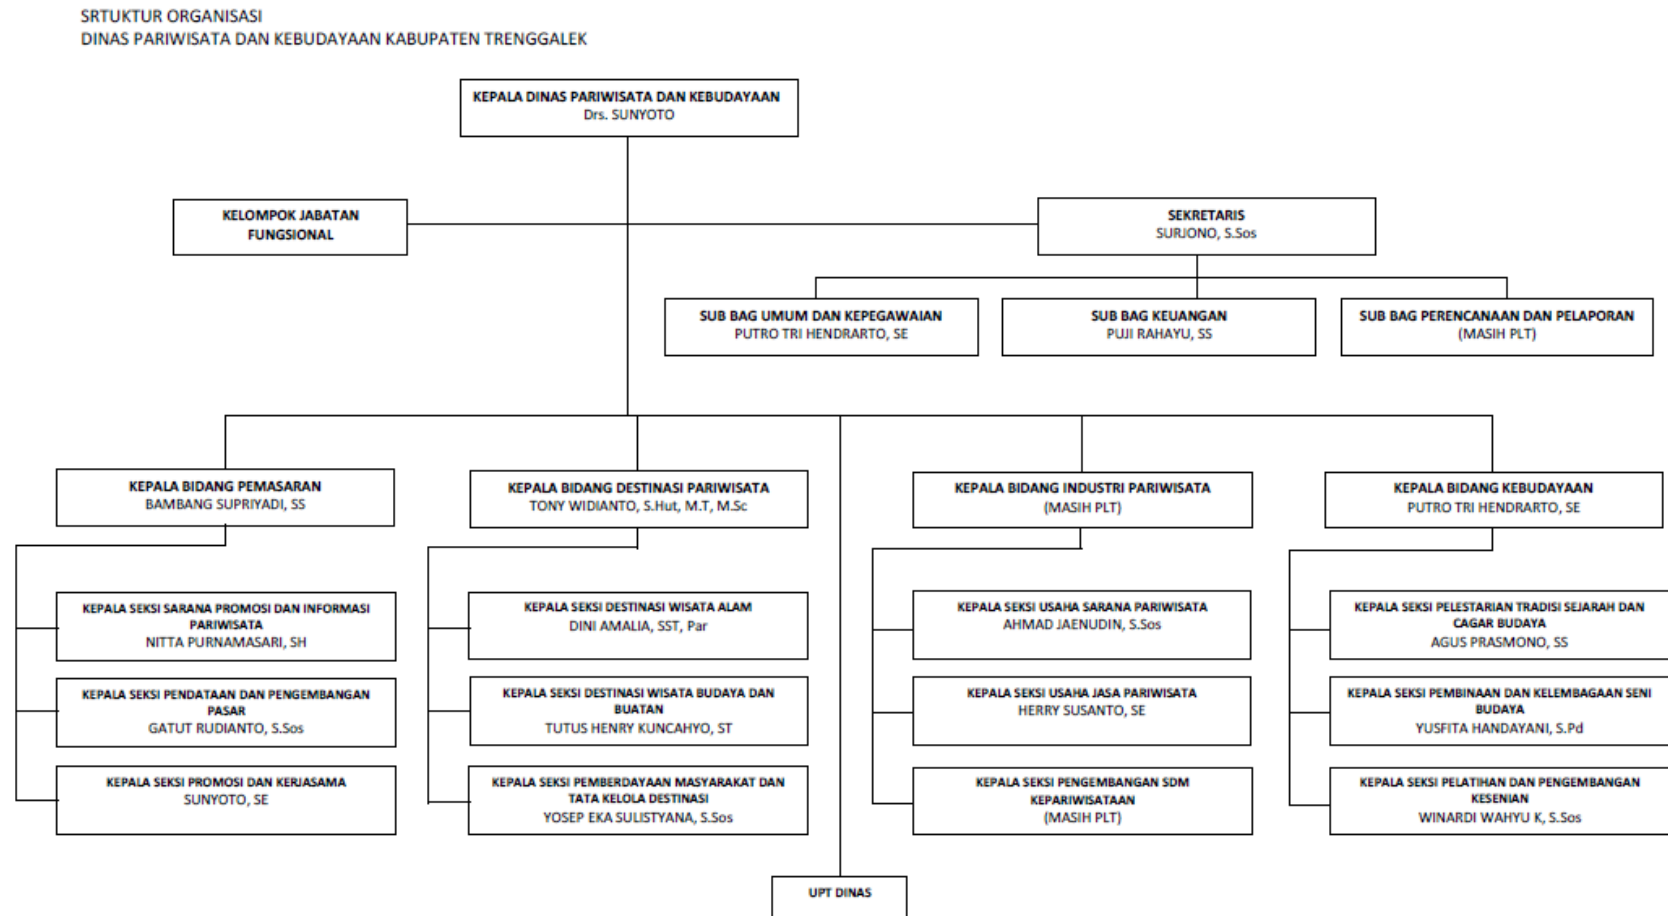 SRTUKTUR ORGANISASI
DINAS PARIWISATA DAN KEBUDAYAAN KABUPATEN TRENGGALEK
KEPALA DINAS PARIWISATA DAN KEBUDAYAAN
Drs. SUNYOTO
KELOMPOK JABATAN
FUNGSIONAL
SEKRETARIS
SURJONO, S.Sos
SUB BAG UMUM DAN KEPEGAWAIAN
PUTRO TRI HENDRARTO, SE
SUB BAG KEUANGAN
PUJI RAHAYU, SS
SUB BAG PERENCANAAN DAN PELAPORAN
(MASIH PLT)
KEPALA BIDANG PEMASARAN
BAMBANG SUPRIYADI, SS
KEPALA BIDANG DESTINASI PARIWISATA
TONY WIDIANTO, S.Hut, M.T, M.Sc
KEPALA BIDANG INDUSTRI PARIWISATA
(MASIH PLT)
KEPALA BIDANG KEBUDAYAAN
PUTRO TRI HENDRARTO, SE
KEPALA SEKSI SARANA PROMOSI DAN INFORMASI
PARIWISATA
NITTA PURNAMASARI, SH
KEPALA SEKSI DESTINASI WISATA ALAM
DINI AMALIA, SST, Par
KEPALA SEKSI USAHA SARANA PARIWISATA
AHMAD JAENUDIN, S.Sos
KEPALA SEKSI PELESTARIAN TRADISI SEJARAH DAN
CAGAR BUDAYA
AGUS PRASMONO, SS
KEPALA SEKSI PENDATAAN DAN PENGEMBANGAN
PASAR
GATUT RUDIANTO, S.Sos
KEPALA SEKSI DESTINASI WISATA BUDAYA DAN
BUATAN
TUTUS HENRY KUNCAHYO, ST
KEPALA SEKSI USAHA JASA PARIWISATA
HERRY SUSANTO, SE
KEPALA SEKSI PEMBINAAN DAN KELEMBAGAAN SENI
BUDAYA
YUSFITA HANDAYANI, S.Pd
KEPALA SEKSI PROMOSI DAN KERJASAMA
SUNYOTO, SE
KEPALA SEKSI PEMBERDAYAAN MASYARAKAT DAN
TATA KELOLA DESTINASI
YOSEP EKA SULISTYANA, S.Sos
KEPALA SEKSI PENGEMBANGAN SDM
KEPARIWISATAAN
(MASIH PLT)
KEPALA SEKSI PELATIHAN DAN PENGEMBANGAN
KESENIAN
WINARDI WAHYU K, S.Sos
UPT DINAS